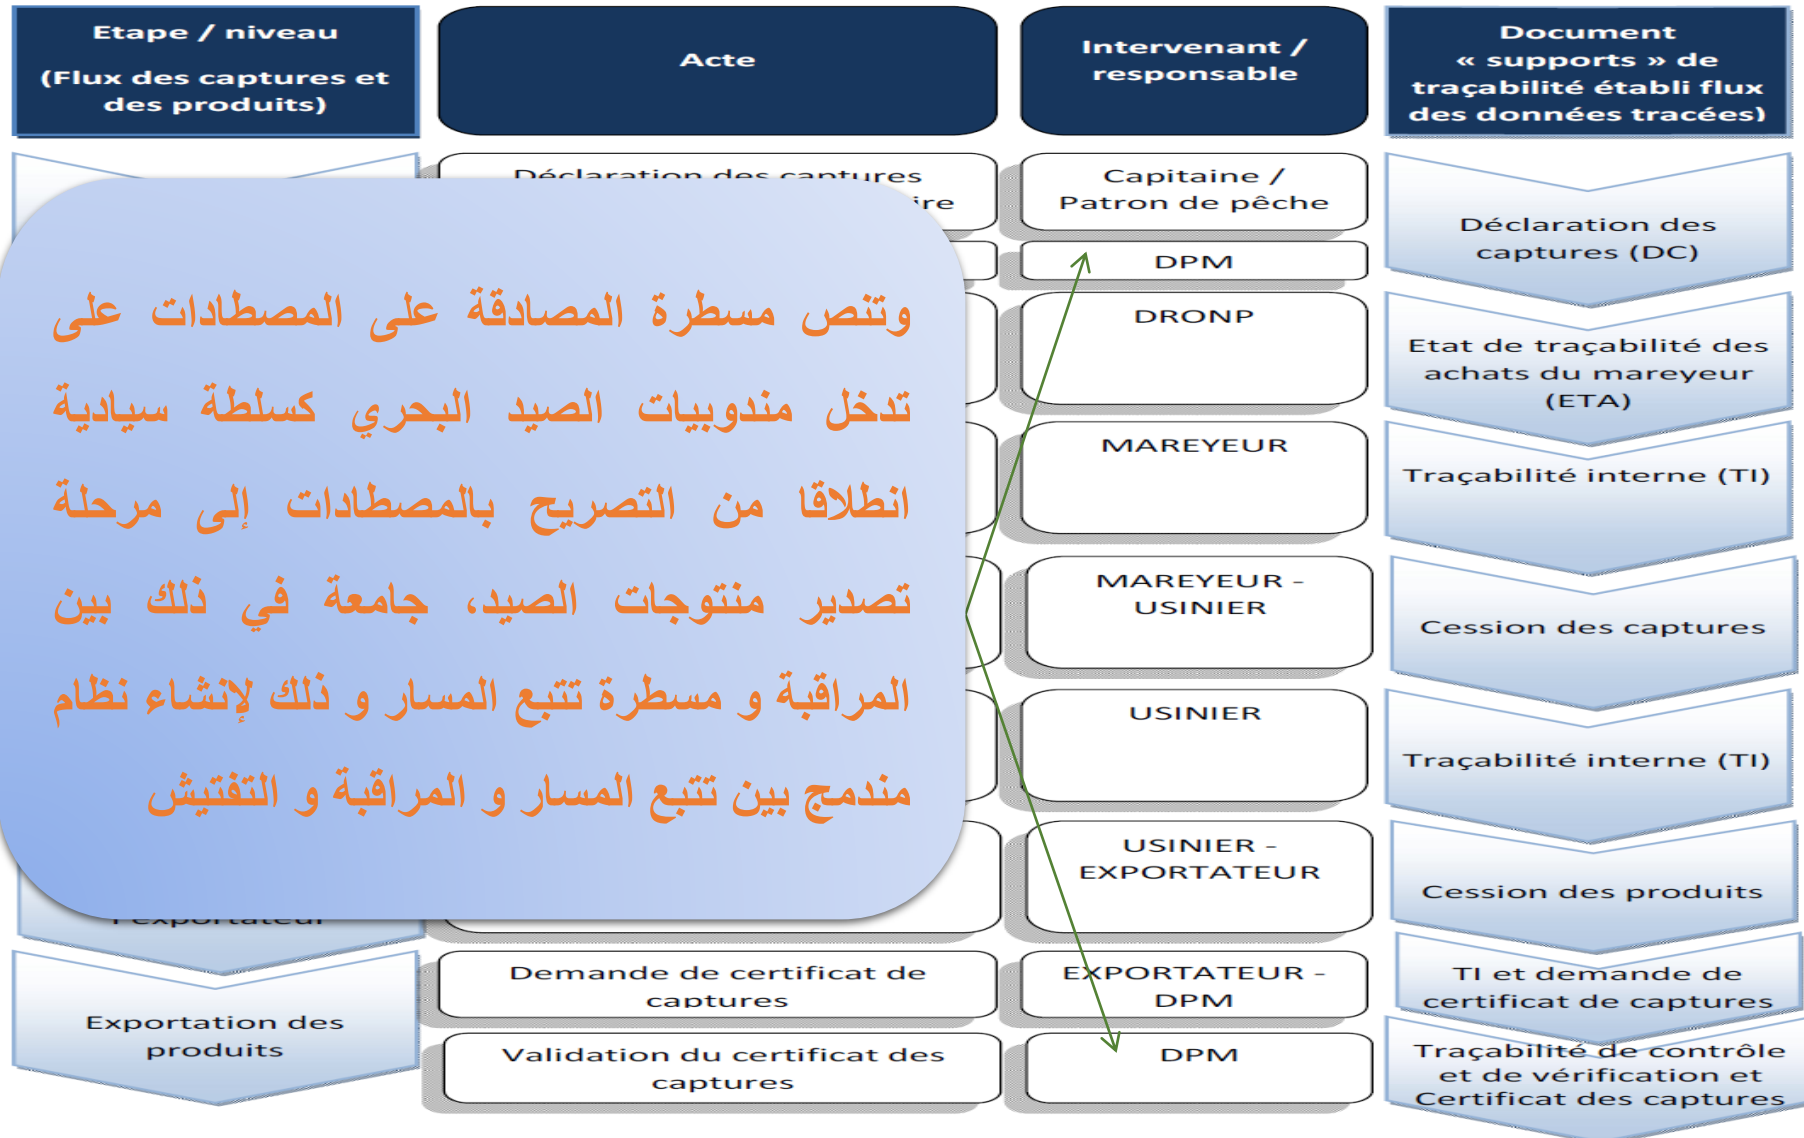 Etape / niveau
(Flux des captures et
des produits)
Acte
Intervenant /
responsable
Document
« supports » de
traçabilité établi flux
des données tracées)
Déclaration des captures
ire
Capitaine /
Patron de pêche
DPM
Déclaration des
captures (DC)
DRONP
Etat de traçabilité des
achats du mareyeur
(ETA)
MAREYEUR
Traçabilité interne (TI)
MAREYEUR -
USINIER
Cession des captures
USINIER
Traçabilité interne (TI)
USINIER -
EXPORTATEUR
Cession des produits
وتنص مسطرة المصادقة على المصطادات على
تدخل مندوبيات الصيد البحري كسلطة سيادية
انطلاقا من التصريح بالمصطادات إلى مرحلة
تصدير منتوجات الصيد، جامعة في ذلك بين
المراقبة و مسطرة تتبع المسار و ذلك لإنشاء نظام
مندمج بين تتبع المسار و المراقبة و التفتيش
l'exportateur
Exportation des
produits
Demande de certificat de
captures
EXPORTATEUR -
DPM
TI et demande de
certificat de captures
Validation du certificat des
captures
DPM
Traçabilité de contrôle
et de vérification et
Certificat des captures